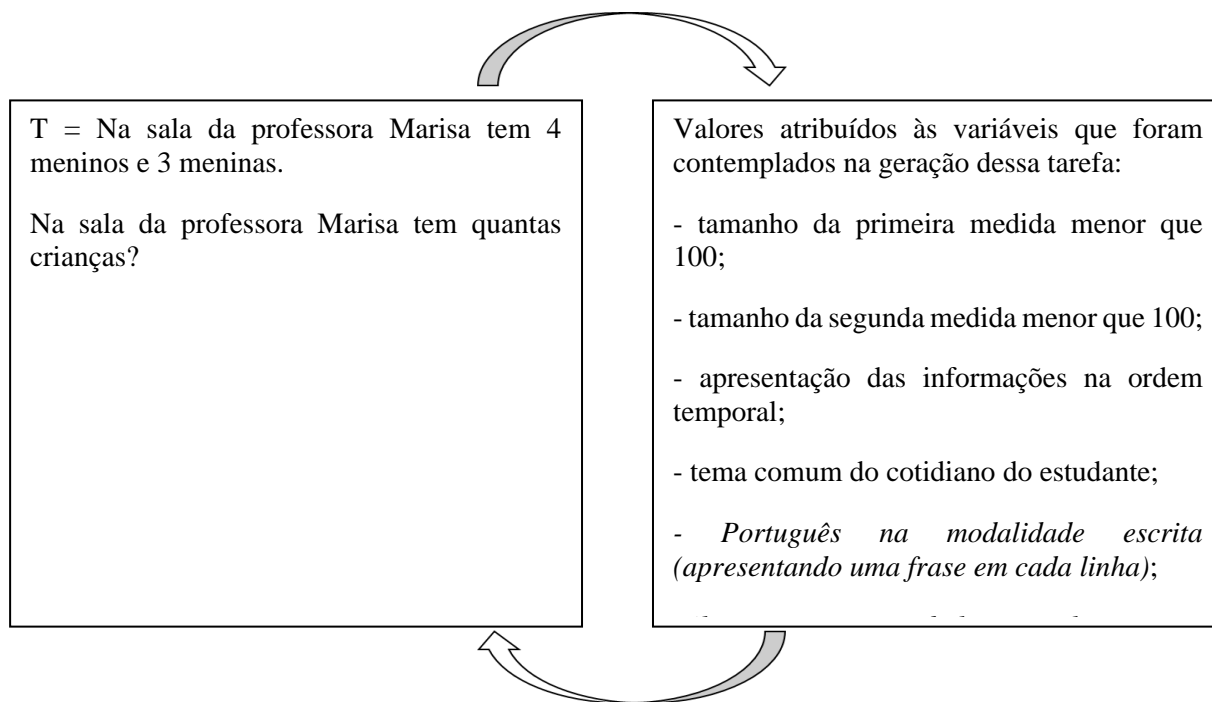 T = Na sala da professora Marisa tem 4
meninos e 3 meninas.
Na sala da professora Marisa tem quantas
crianças?
Valores atribuídos às variáveis que foram
contemplados na geração dessa tarefa:
- tamanho da primeira medida menor que
100;
- tamanho da segunda medida menor que 100;
- apresentação das informações na ordem
temporal;
- tema comum do cotidiano do estudante;
- Português na modalidade escrita
(apresentando uma frase em cada linha);